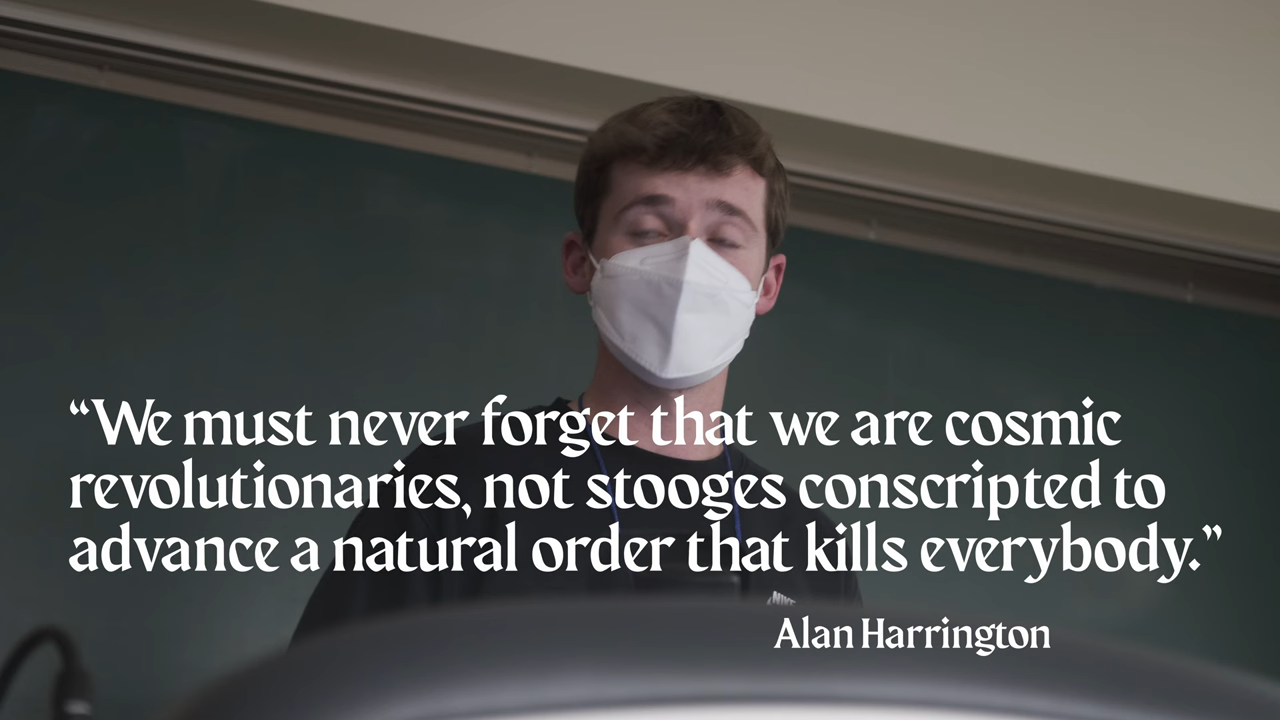 “We must never forget that we are cosmic
revolutionaries, not stooges conscripted to
advance a natural order that kills everybody.”
NIKE
Alan Harrington